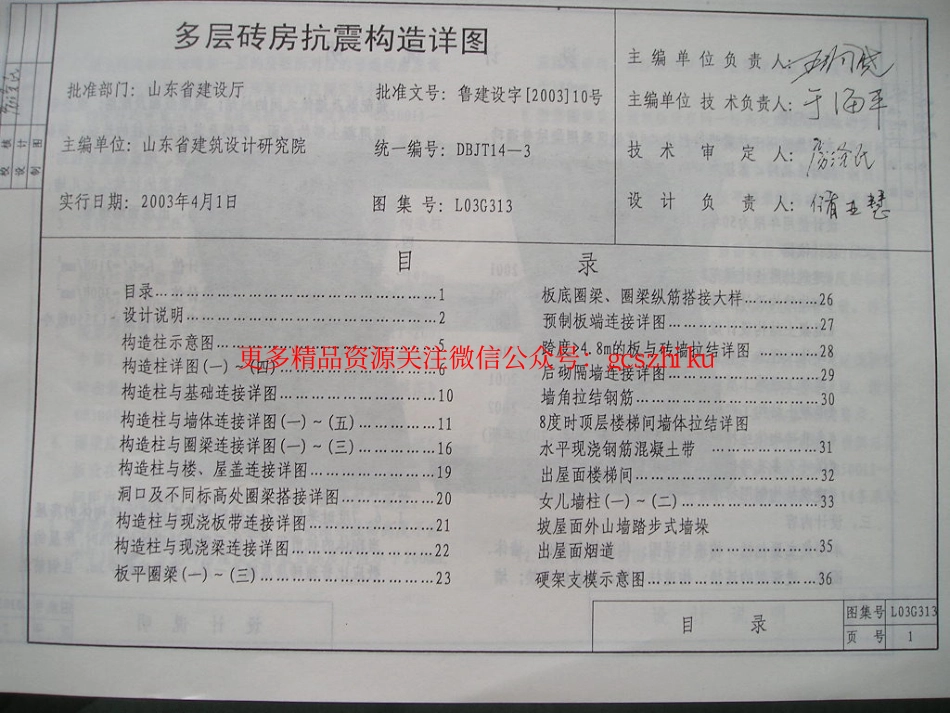 多层砖房抗震构造详图
批准部门: 山东省建设厅
批准文号: 鲁建设字[2003]10号
主编单位: 山东省建筑设计研究院
统一编号: DBJT14—3
实行日期: 2003年4月1日
图 集 号: L03G313
主 编 单 位 负 责 人:
主编单位 技 术负责人: 于海平
技 术 审 定 人:
设 计 负 责 人:
校 核
设 计
制 图
目 录
目录…………………………………………1
设计说明……………………………………2
构造柱示意图………………………………5
构造柱详图(一)～(四)……………………6
构造柱与基础连接详图……………………10
构造柱与墙体连接详图(一)～(五)………11
构造柱与圈梁连接详图(一)～(三)………16
构造柱与楼、屋盖连接详图………………19
洞口及不同标高处圈梁搭接详图…………20
构造柱与现浇板带连接详图………………21
构造柱与现浇梁连接详图…………………22
板平圈梁(一)～(三)………………………23
板底圈梁、圈梁纵筋搭接大样……………26
预制板端连接详图…………………………27
跨度≥4.8m的板与砖墙拉结详图 ………28
后砌隔墙连接详图…………………………29
墙角拉结钢筋………………………………30
8度时顶层楼梯间墙体拉结详图
水平现浇钢筋混凝土带 …………………31
出屋面楼梯间………………………………32
女儿墙柱(一)～(二)………………………33
坡屋面外山墙踏步式墙垛
出屋面烟道 ………………………………35
硬架支模示意图……………………………36
更多精品资源关注微信公众号：gcszhiku
目 录
图集号 L03G313
页 号 1